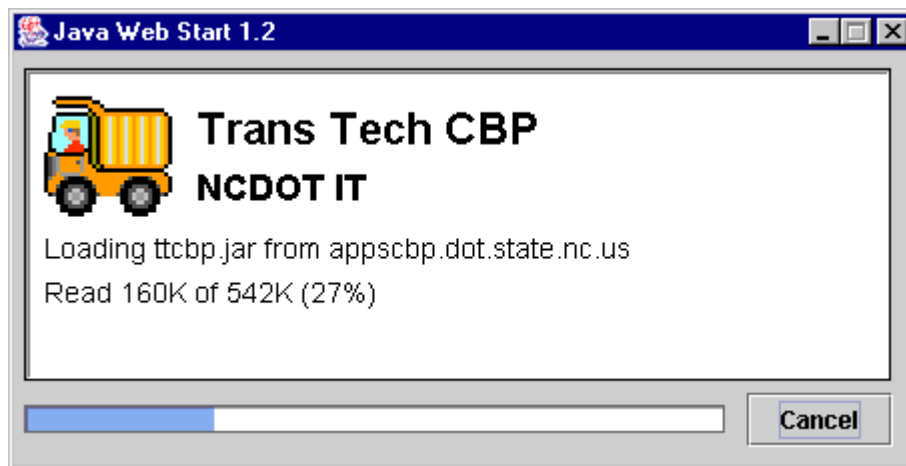 Java Web Start 1.2
Trans Tech CBP
NCDOT IT
Loading ttcbp.jar from appscbp.dot.state.nc.us
Read 160K of 542K (27%)
Cancel